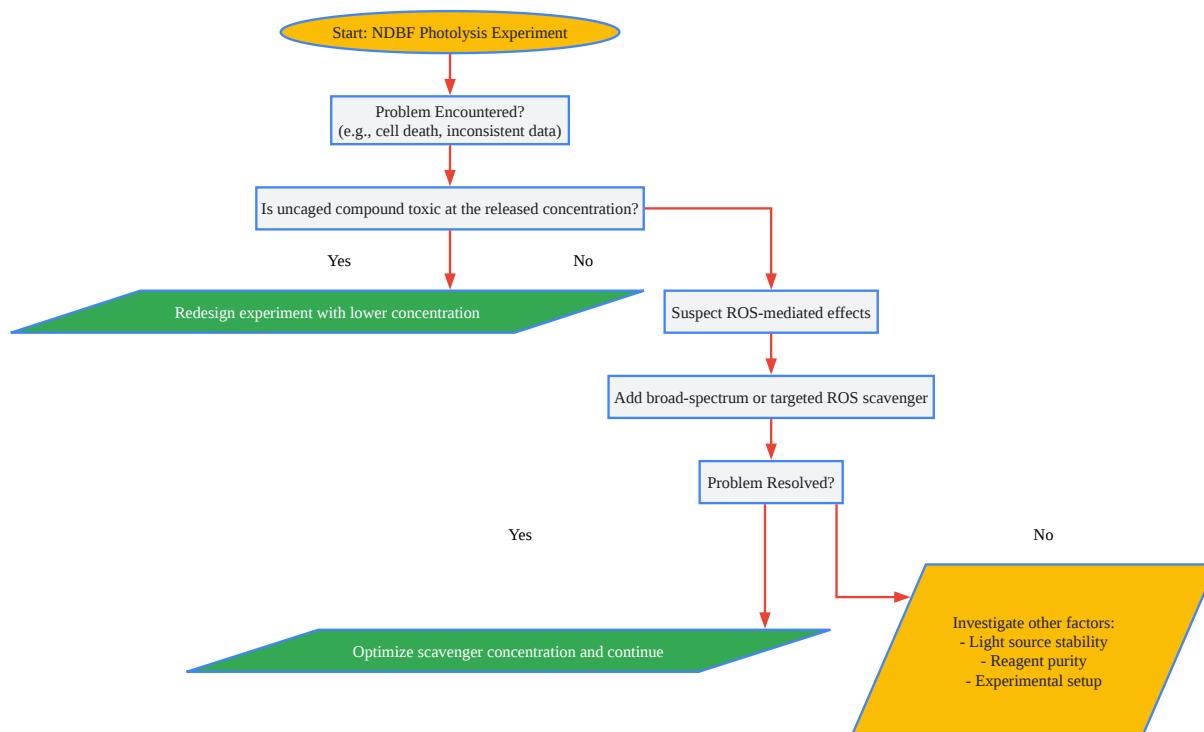 Start: NDBF Photolysis Experiment
Problem Encountered?
(e.g., cell death, inconsistent data)
Is uncaged compound toxic at the released concentration?
Yes
No
Redesign experiment with lower concentration
Suspect ROS-mediated effects
Add broad-spectrum or targeted ROS scavenger
Problem Resolved?
Yes
No
Investigate other factors:
- Light source stability
- Reagent purity
- Experimental setup
Optimize scavenger concentration and continue